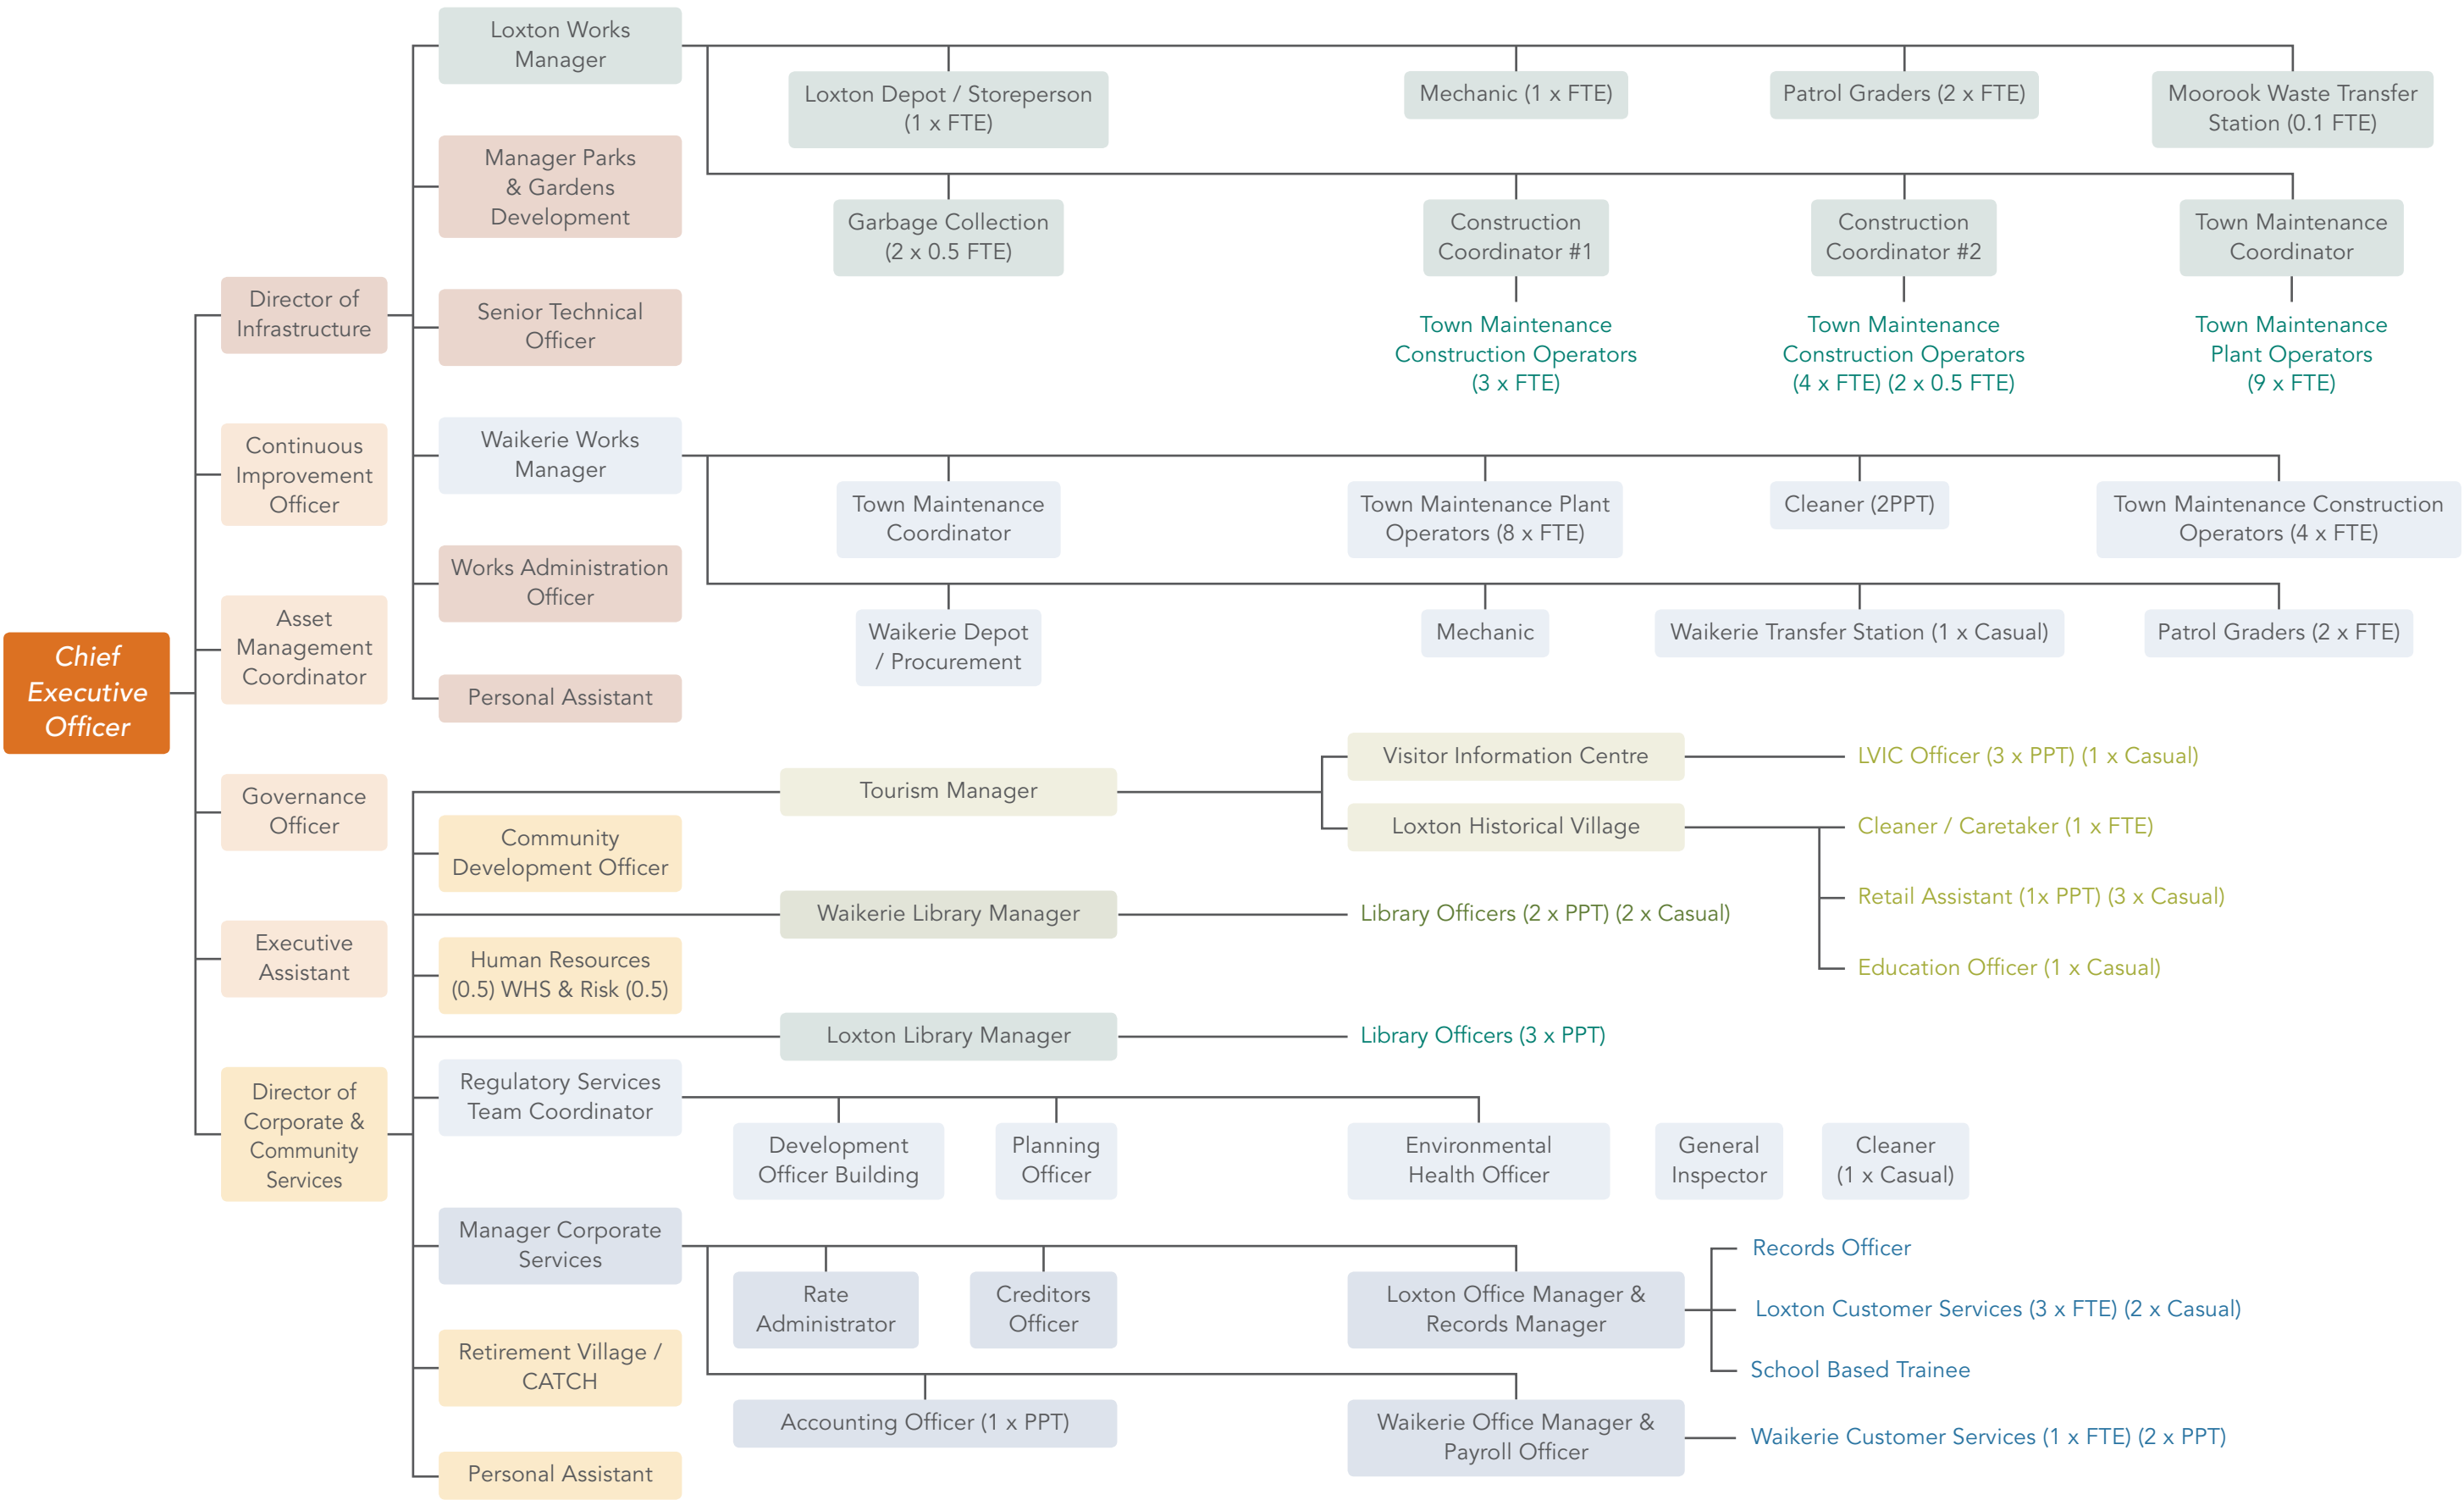 Chief
Executive
Officer
Director of
Infrastructure
Continuous
Improvement
Officer
Asset
Management
Coordinator
Governance
Officer
Executive
Assistant
Director of
Corporate &
Community
Services
Loxton Works
Manager
Loxton Depot / Storeperson
(1 x FTE)
Mechanic (1 x FTE)
Patrol Graders (2 x FTE)
Moorook Waste Transfer
Station (0.1 FTE)
Garbage Collection
(2 x 0.5 FTE)
Construction
Coordinator #1
Town Maintenance
Construction Operators
(3 x FTE)
Construction
Coordinator #2
Town Maintenance
Construction Operators
(4 x FTE) (2 x 0.5 FTE)
Town Maintenance
Coordinator
Town Maintenance
Plant Operators
(9 x FTE)
Manager Parks
& Gardens
Development
Senior Technical
Officer
Waikerie Works
Manager
Town Maintenance
Coordinator
Town Maintenance Plant
Operators (8 x FTE)
Cleaner (2PPT)
Town Maintenance Construction
Operators (4 x FTE)
Waikerie Depot
/ Procurement
Mechanic
Waikerie Transfer Station (1 x Casual)
Patrol Graders (2 x FTE)
Works Administration
Officer
Personal Assistant
Tourism Manager
Visitor Information Centre
LVIC Officer (3 x PPT) (1 x Casual)
Loxton Historical Village
Cleaner / Caretaker (1 x FTE)
Retail Assistant (1x PPT) (3 x Casual)
Education Officer (1 x Casual)
Community
Development Officer
Waikerie Library Manager
Library Officers (2 x PPT) (2 x Casual)
Human Resources
(0.5) WHS & Risk (0.5)
Loxton Library Manager
Library Officers (3 x PPT)
Regulatory Services
Team Coordinator
Development
Officer Building
Planning
Officer
Environmental
Health Officer
General
Inspector
Cleaner
(1 x Casual)
Manager Corporate
Services
Rate
Administrator
Creditors
Officer
Loxton Office Manager &
Records Manager
Records Officer
Loxton Customer Services (3 x FTE) (2 x Casual)
School Based Trainee
Accounting Officer (1 x PPT)
Waikerie Office Manager &
Payroll Officer
Waikerie Customer Services (1 x FTE) (2 x PPT)
Retirement Village /
CATCH
Personal Assistant